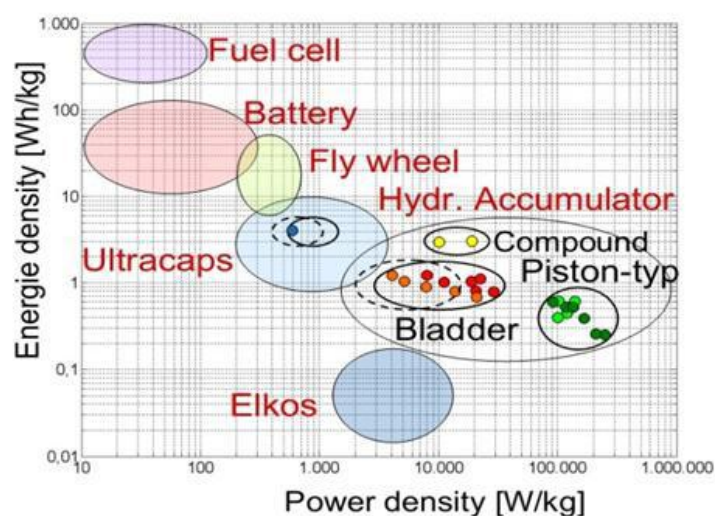 Energie density [Wh/kg]
1.000
100
10
1
0,1
0,01
Fuel cell
Battery
Fly wheel
Hydr. Accumulator
Compound
Ultracaps
Piston-typ
Bladder
Elkos
10
100
1.000
10.000
100.000
1.000.000
Power density [W/kg]